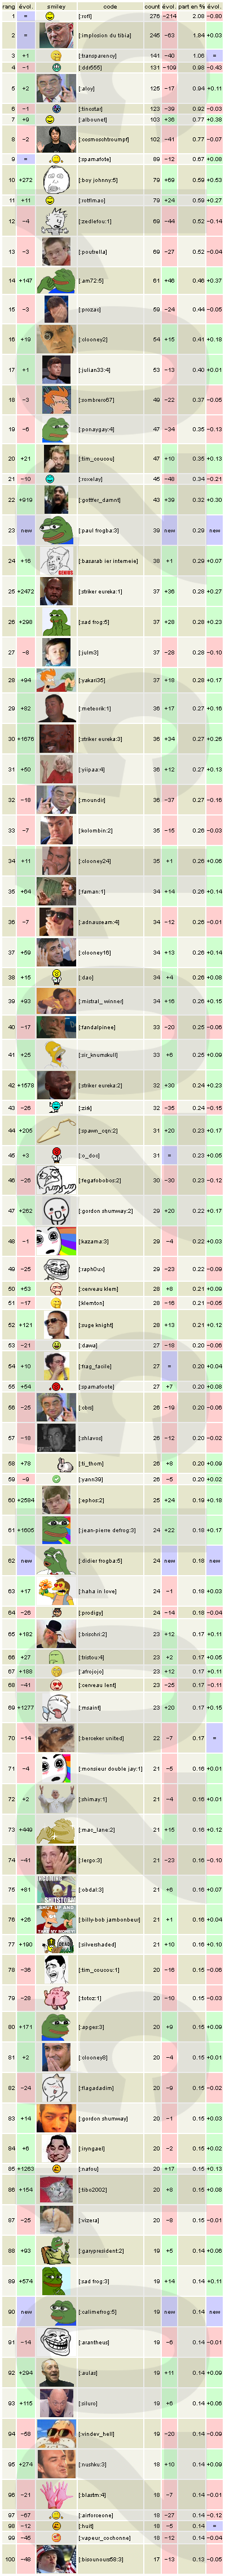 rang évol. smiley code count évol. part en % évol.
1 = [:rofl] 276 −214 2.08 −0.80
2 = [:implosion du tibia] 245 −63 1.84 +0.03
3 +1 [:transparency] 141 −40 1.06 =
4 −1 [:ddr555] 131 −109 0.98 −0.43
5 +2 [:aloy] 125 −17 0.94 +0.11
6 −1 [:tinostar] 123 −39 0.92 −0.03
7 +9 [:albounet] 103 +36 0.77 +0.38
8 −2 [:cosmoschtroumpf] 102 −41 0.77 −0.07
9 = [:spamafote] 89 −12 0.67 +0.08
10 +272 [:boy johnny:5] 79 +69 0.59 +0.53
11 +11 [:rotflmao] 79 +24 0.59 +0.27
12 −4 [:zedlefou:1] 69 −44 0.52 −0.14
13 −3 [:poutrella] 69 −27 0.52 −0.04
14 +147 [:am72:5] 61 +46 0.46 +0.37
15 −3 [:prozac] 59 −24 0.44 −0.05
16 +19 [:clooney2] 54 +15 0.41 +0.18
17 +1 [:julian33:4] 53 −13 0.40 +0.01
18 −3 [:zombrero67] 49 −22 0.37 −0.05
19 −6 [:ponaygay:4] 47 −34 0.35 −0.13
20 +21 [:tim_coucou] 47 +10 0.35 +0.13
21 −10 [:roxelay] 45 −48 0.34 −0.21
22 +919 [:gottfer_damnt] 43 +39 0.32 +0.30
23 new [:paul frogba:3] 39 new 0.29 new
24 +16 [:basarab ier intemeie] 38 +1 0.29 +0.07
25 +2472 [:striker eureka:1] 37 +36 0.28 +0.27
26 +298 [:sad frog:5] 37 +28 0.28 +0.23
27 −8 [:julm3] 37 −28 0.28 −0.10
28 +94 [:yakari35] 37 +18 0.28 +0.17
29 +82 [:meteorik:1] 36 +17 0.27 +0.16
30 +1676 [:striker eureka:3] 36 +34 0.27 +0.26
31 +50 [:yiipaa:4] 36 +12 0.27 +0.13
32 −18 [:moundir] 36 −37 0.27 −0.16
33 −7 [:kolombin:2] 34 −15 0.26 −0.03
34 +11 [:clooney24] 35 +1 0.26 +0.06
35 +64 [:faman:1] 34 +14 0.26 +0.14
36 −7 [:adnauseam:4] 34 −12 0.26 −0.01
37 +59 [:clooney16] 34 +13 0.26 +0.14
38 +15 [:dao] 34 +4 0.26 +0.08
39 +93 [:mistral_ winner] 34 +16 0.26 +0.15
40 −17 [:fandalpinee] 33 −20 0.25 −0.06
41 +25 [:sir_knumskull] 33 +6 0.25 +0.09
42 +1678 [:striker eureka:2] 32 +30 0.24 +0.23
43 −26 [:ziik] 32 −35 0.24 −0.15
44 +205 [:spawn_cqn:2] 31 +20 0.23 +0.17
45 +3 [:o_doc] 31 = 0.23 +0.05
46 −26 [:fegafobobos:2] 30 −30 0.23 −0.12
47 +262 [:gordon shumway:2] 29 +20 0.22 +0.17
48 −1 [:kazama:3] 29 −4 0.22 +0.03
49 −25 [:raph0ux] 29 −23 0.22 −0.09
50 +53 [:cerveau klem] 28 +8 0.21 +0.09
51 −17 [:klemton] 28 −16 0.21 −0.05
52 +121 [:suge knight] 28 +13 0.21 +0.12
53 −21 [:dawa] 27 −18 0.20 −0.06
54 +10 [:flag_facile] 27 = 0.20 +0.04
55 +54 [:spamafoote] 27 +7 0.20 +0.08
56 −25 [:cbis] 26 −19 0.20 −0.06
57 −18 [:shlavos] 26 −12 0.20 −0.02
58 +78 [:ti_thom] 26 +8 0.20 +0.09
59 −9 [:yann39] 26 −5 0.20 +0.02
60 +2584 [:ephoz:2] 25 +24 0.19 +0.18
61 +1605 [:jean-pierre defrog:3] 24 +22 0.18 +0.17
62 new [:didier frogba:5] 24 new 0.18 new
63 +17 [:haha in love] 24 −1 0.18 +0.03
64 −26 [:prodigy] 24 −14 0.18 −0.04
65 +182 [:brischri:2] 23 +12 0.17 +0.11
66 +27 [:tristou:4] 23 +2 0.17 +0.05
67 +188 [:afrojojo] 23 +12 0.17 +0.11
68 −41 [:cerveau lent] 23 −25 0.17 −0.11
69 +1277 [:msaint] 23 +20 0.17 +0.15
70 −14 [:berceker united] 22 −7 0.17 =
71 −4 [:monsieur double jay:1] 21 −5 0.16 +0.01
72 +2 [:shimay:1] 21 −4 0.16 +0.01
73 +449 [:mac_lane:2] 21 +15 0.16 +0.12
74 −41 [:lergo:3] 21 −23 0.16 −0.10
75 +81 [:obdal:3] 21 +6 0.16 +0.07
76 +26 [:billy-bob jambonbeur] 21 +1 0.16 +0.04
77 +190 [:silvershaded] 21 +10 0.16 +0.10
78 −36 [:tim_coucou:1] 20 −16 0.15 −0.06
79 −28 [:totoz:1] 20 −10 0.15 −0.03
80 +171 [:apges:3] 20 +9 0.15 +0.09
81 +2 [:clooney8] 20 −4 0.15 +0.01
82 −24 [:flagadadim] 20 −9 0.15 −0.02
83 +14 [:gordon shumway] 20 −1 0.15 +0.03
84 +6 [:iryngael] 20 −2 0.15 +0.02
85 +1263 [:nafou] 20 +17 0.15 +0.13
86 +154 [:tibo2002] 20 +8 0.15 +0.08
87 −25 [:vizera] 20 −8 0.15 −0.01
88 +93 [:garypresident:2] 19 +5 0.14 +0.06
89 +574 [:sad frog:3] 19 +14 0.14 +0.11
90 new [:calimefrog:5] 19 new 0.14 new
91 −14 [:arantheus] 19 −6 0.14 −0.01
92 +294 [:aulas] 19 +11 0.14 +0.09
93 +115 [:siluro] 19 +6 0.14 +0.06
94 −58 [:vindev_hell] 19 −20 0.14 −0.09
95 +274 [:noshku:3] 18 +10 0.14 +0.09
96 −21 [:blastm:4] 18 −7 0.14 −0.01
97 −67 [:airforceone] 18 −27 0.14 −0.12
98 −12 [:huit] 18 −5 0.14 =
99 −46 [:vapeur_cochonne] 18 −12 0.14 −0.04
100 −48 [:bisounours58:3] 17 −13 0.13 −0.05